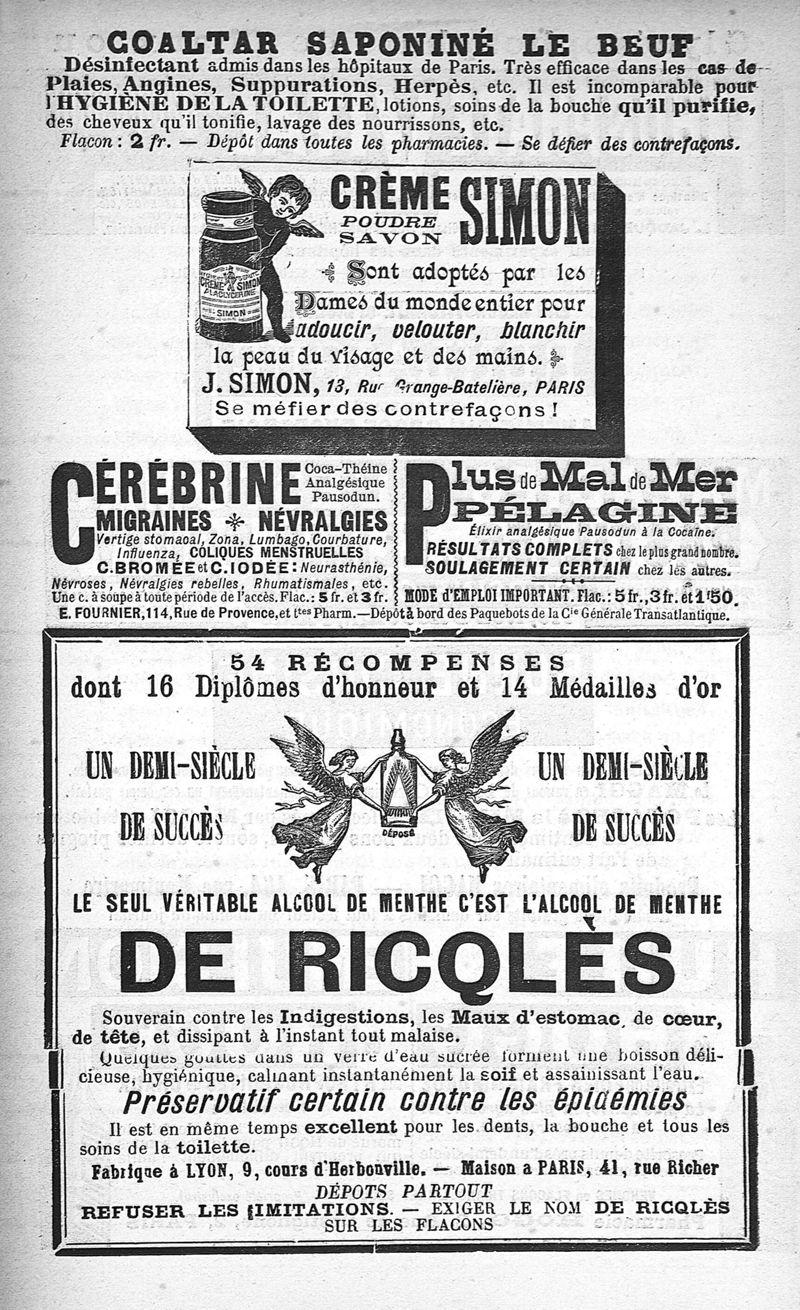 COALTAR SAPONINÉ LE BEUF
Désinfectant admis dans les hôpitaux de Paris. Très efficace dans les cas de
Plaies, Angines, Suppurations, Herpès, etc. Il est incomparable pour
l'HYGIÈNE DE LA TOILETTE, lotions, soins de la bouche qu'il purifie,
des cheveux qu'il tonifie, lavage des nourrissons, etc.
Flacon : 2 fr. — Dépôt dans toutes les pharmacies. — Se défier des contrefaçons.
CRÈME SIMON
POUDRE
SAVON
CRÈME SIMON
A LA GLYCERINE
SIMON
Sont adoptés par les
Dames du monde entier pour
adoucir, velouter, blanchir
la peau du visage et des mains.
J. SIMON, 13, Rue Grange-Batelière, PARIS
Se méfier des contrefaçons !
CÉRÉBRINE Coca-Théine
Analgésique
Pausodun.
MIGRAINES NÉVRALGIES
Vertige stomacal, Zona, Lumbago, Courbature,
Influenza, COLIQUES MENSTRUELLES
C. BROMÉE et C. IODÉE : Neurasthénie,
Névroses, Névralgies rebelles, Rhumatismales, etc.
Une c. à soupe à toute période de l'accès. Flac. : 5 fr. et 3 fr.
Plus de Mal de Mer
PÉLAGINE
Élixir analgésique Pausodun à la Cocaïne.
RÉSULTATS COMPLETS chez le plus grand nombre.
SOULAGEMENT CERTAIN chez les autres.
MODE D'EMPLOI IMPORTANT. Flac. : 5 fr., 3 fr. et 1'50.
E. FOURNIER, 114, Rue de Provence, et ttes Pharm. — Dépôt à bord des Paquebots de la Cie Générale Transatlantique.
54 RÉCOMPENSES
dont 16 Diplômes d'honneur et 14 Médailles d'or
UN DEMI-SIÈCLE
DE SUCCÈS
DÉPOSÉ
UN DEMI-SIÈCLE
DE SUCCÈS
LE SEUL VÉRITABLE ALCOOL DE MENTHE C'EST L'ALCOOL DE MENTHE
DE RICQLÈS
Souverain contre les Indigestions, les Maux d'estomac, de cœur,
de tête, et dissipant à l'instant tout malaise.
Quelques gouttes dans un verre d'eau sucrée forment une boisson déli-
cieuse, hygiénique, calmant instantanément la soif et assainissant l'eau.
Préservatif certain contre les épidémies
Il est en même temps excellent pour les dents, la bouche et tous les
soins de la toilette.
Fabrique à LYON, 9, cours d'Herbouville. — Maison a PARIS, 41, rue Richer
DÉPOTS PARTOUT
REFUSER LES IMITATIONS. — EXIGER LE NOM DE RICQLÈS
SUR LES FLACONS